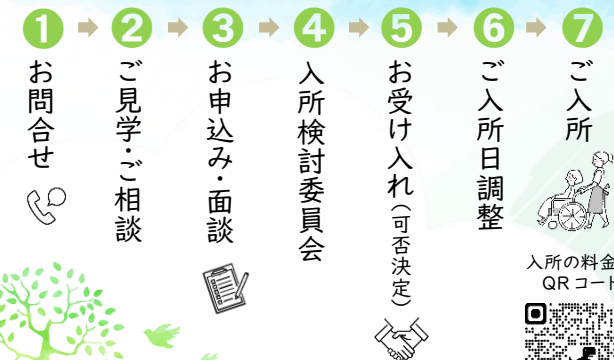 1
お問合せ
2
ご見学・ご相談
3
お申込み・面談
4
入所検討委員会
5
お受け入れ(可否決定)
6
ご入所日調整
7
ご入所
入所の料金
QRコート